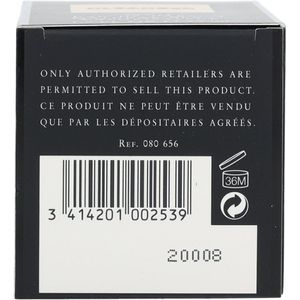 ONLY AUTHORIZED RETAILERS ARE
PERMITTED TO SELL THIS PRODUCT.
CE PRODUIT NE PEUT ÊTRE VENDU
QUE PAR LES DÉPOSITAIRES AGRÉÉS.
REF. 080 656
36M
3 414201 002539
20008